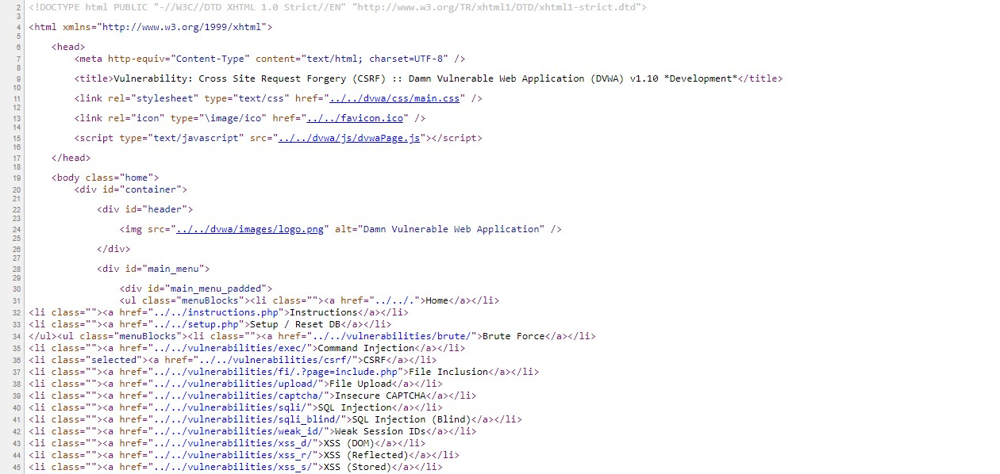 2 <!DOCTYPE html PUBLIC "-//W3C//DTD XHTML 1.0 Strict//EN" "http://www.w3.org/TR/xhtml1/DTD/xhtml1-strict.dtd">
3
4 <html xmlns="http://www.w3.org/1999/xhtml">
5
6 <head>
7 <meta http-equiv="Content-Type" content="text/html; charset=UTF-8" />
8
9 <title>Vulnerability: Cross Site Request Forgery (CSRF) :: Damn Vulnerable Web Application (DVWA) v1.10 *Development*</title>
10
11 <link rel="stylesheet" type="text/css" href="../../dvwa/css/main.css" />
12
13 <link rel="icon" type="\image/ico" href="../../favicon.ico" />
14
15 <script type="text/javascript" src="../../dvwa/js/dvwaPage.js"></script>
16
17 </head>
18
19 <body class="home">
20 <div id="container">
21
22 <div id="header">
23
24 <img src="../../dvwa/images/logo.png" alt="Damn Vulnerable Web Application" />
25
26 </div>
27
28 <div id="main_menu">
29
30 <div id="main_menu_padded">
31 <ul class="menuBlocks"><li class=""><a href="../../.">Home</a></li>
32 <li class=""><a href="../../instructions.php">Instructions</a></li>
33 <li class=""><a href="../../setup.php">Setup / Reset DB</a></li>
34 </ul><ul class="menuBlocks"><li class=""><a href="../../vulnerabilities/brute/">Brute Force</a></li>
35 <li class=""><a href="../../vulnerabilities/exec/">Command Injection</a></li>
36 <li class="selected"><a href="../../vulnerabilities/csrf/">CSRF</a></li>
37 <li class=""><a href="../../vulnerabilities/fi/.?page=include.php">File Inclusion</a></li>
38 <li class=""><a href="../../vulnerabilities/upload/">File Upload</a></li>
39 <li class=""><a href="../../vulnerabilities/captcha/">Insecure CAPTCHA</a></li>
40 <li class=""><a href="../../vulnerabilities/sqli/">SQL Injection</a></li>
41 <li class=""><a href="../../vulnerabilities/sqli_blind/">SQL Injection (Blind)</a></li>
42 <li class=""><a href="../../vulnerabilities/weak_id/">Weak Session IDs</a></li>
43 <li class=""><a href="../../vulnerabilities/xss_d/">XSS (DOM)</a></li>
44 <li class=""><a href="../../vulnerabilities/xss_r/">XSS (Reflected)</a></li>
45 <li class=""><a href="../../vulnerabilities/xss_s/">XSS (Stored)</a></li>